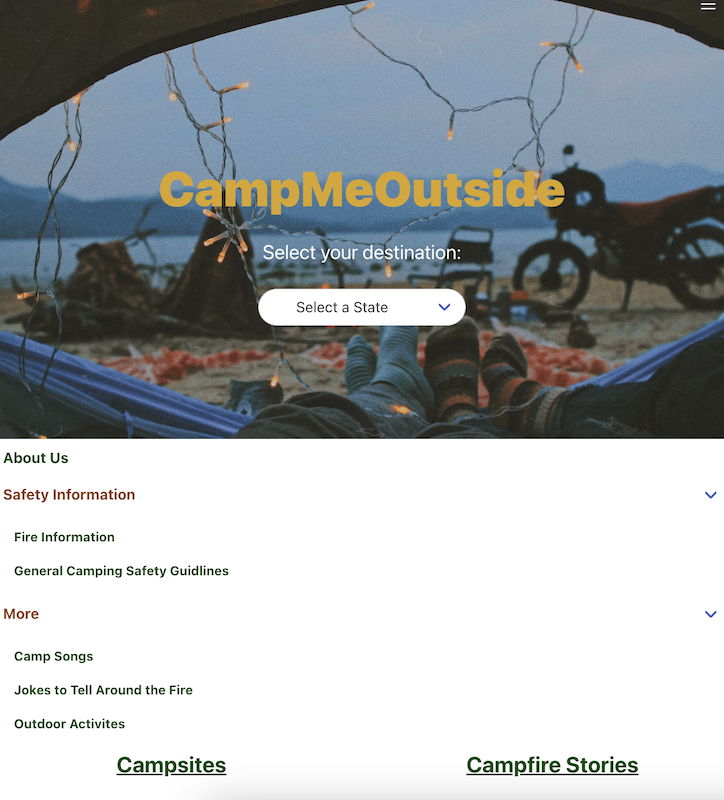 CampMeOutside
Select your destination:
Select a State
About Us
Safety Information
Fire Information
General Camping Safety Guidlines
More
Camp Songs
Jokes to Tell Around the Fire
Outdoor Activites
Campsites
Campfire Stories